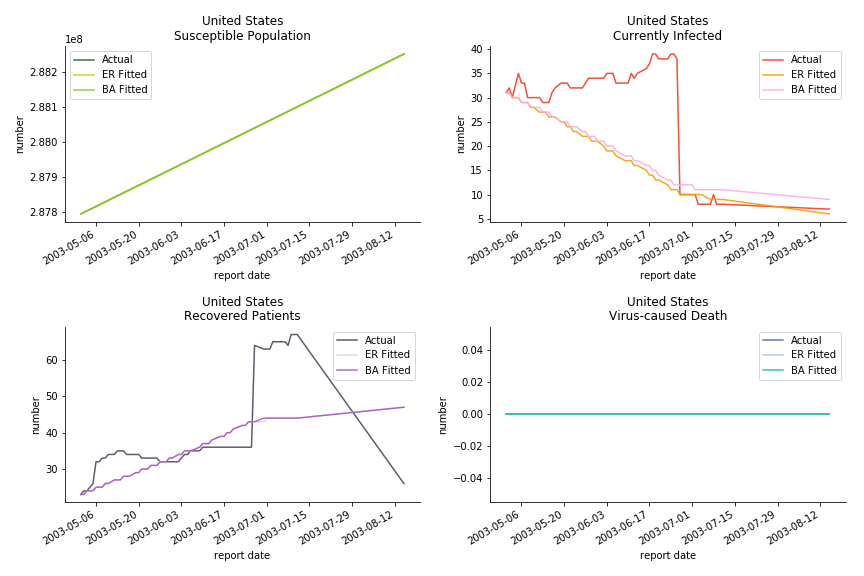 United States
Susceptible Population
1e8
Actual
ER Fitted
BA Fitted
2.882
2.881
2.880
2.879
2.878
number
2003-05-06
2003-05-20
2003-06-03
2003-06-17
2003-07-01
2003-07-15
2003-07-29
2003-08-12
report date
United States
Currently Infected
Actual
ER Fitted
BA Fitted
40
35
30
25
20
15
10
5
number
2003-05-06
2003-05-20
2003-06-03
2003-06-17
2003-07-01
2003-07-15
2003-07-29
2003-08-12
report date
United States
Recovered Patients
Actual
ER Fitted
BA Fitted
60
50
40
30
number
2003-05-06
2003-05-20
2003-06-03
2003-06-17
2003-07-01
2003-07-15
2003-07-29
2003-08-12
report date
United States
Virus-caused Death
Actual
ER Fitted
BA Fitted
0.04
0.02
0.00
−0.02
−0.04
number
2003-05-06
2003-05-20
2003-06-03
2003-06-17
2003-07-01
2003-07-15
2003-07-29
2003-08-12
report date